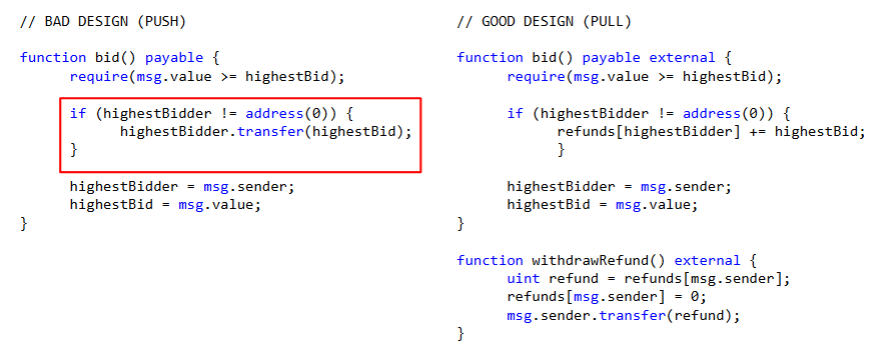 // BAD DESIGN (PUSH)
function bid() payable {
require(msg.value >= highestBid);
if (highestBidder != address(0)) {
highestBidder.transfer(highestBid);
}
highestBidder = msg.sender;
highestBid = msg.value;
}
// GOOD DESIGN (PULL)
function bid() payable external {
require(msg.value >= highestBid);
if (highestBidder != address(0)) {
refunds[highestBidder] += highestBid;
}
highestBidder = msg.sender;
highestBid = msg.value;
}
function withdrawRefund() external {
uint refund = refunds[msg.sender];
refunds[msg.sender] = 0;
msg.sender.transfer(refund);
}